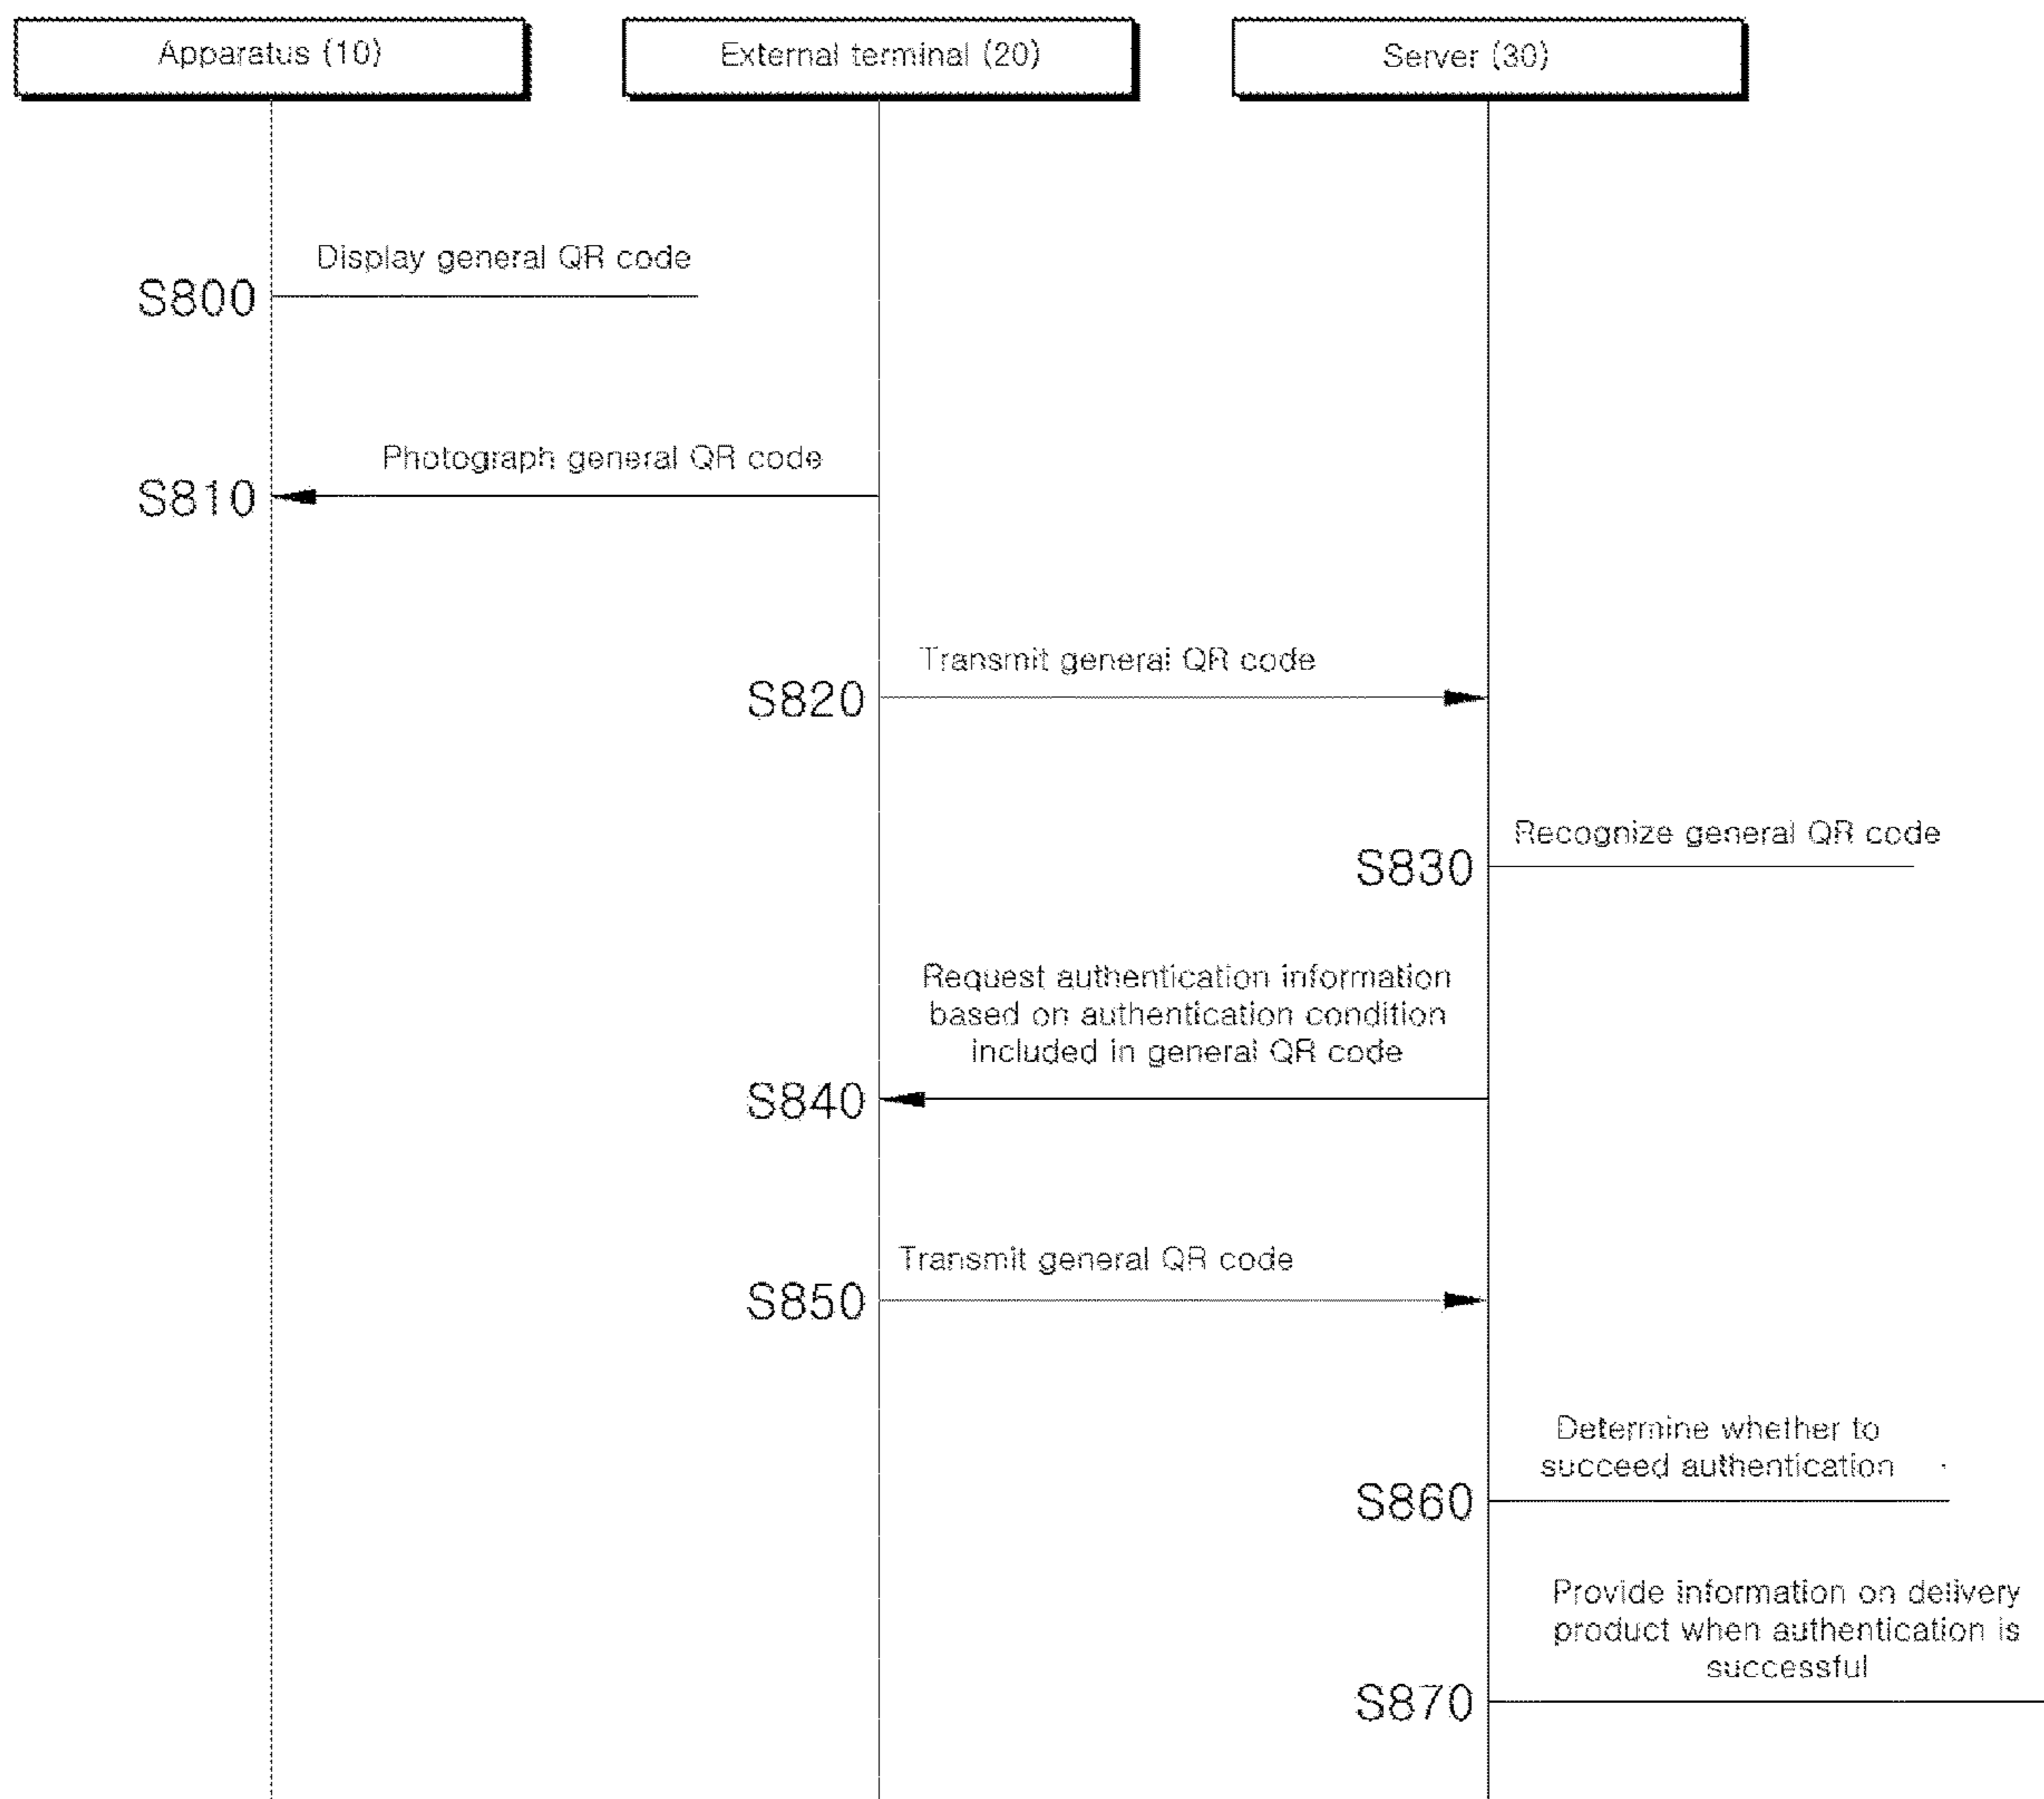 Apparatus (10)
External terminal (20)
Server (30)
Display general QR code
S800
Photograph general QR code
S810
Transmit general QR code
S820
Recognize general QR code
S830
Request authentication information
based on authentication condition
included in general QR code
S840
Transmit general QR code
S850
Determine whether to
succeed authentication
S860
Provide information on delivery
product when authentication is
successful
S870